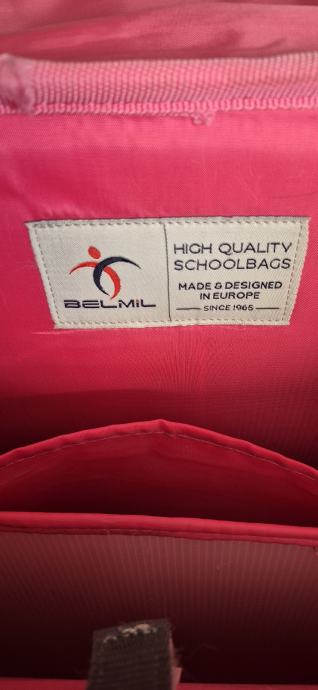 BELMIL
HIGH QUALITY
SCHOOLBAGS
MADE & DESIGNED
IN EUROPE
SINCE 1965